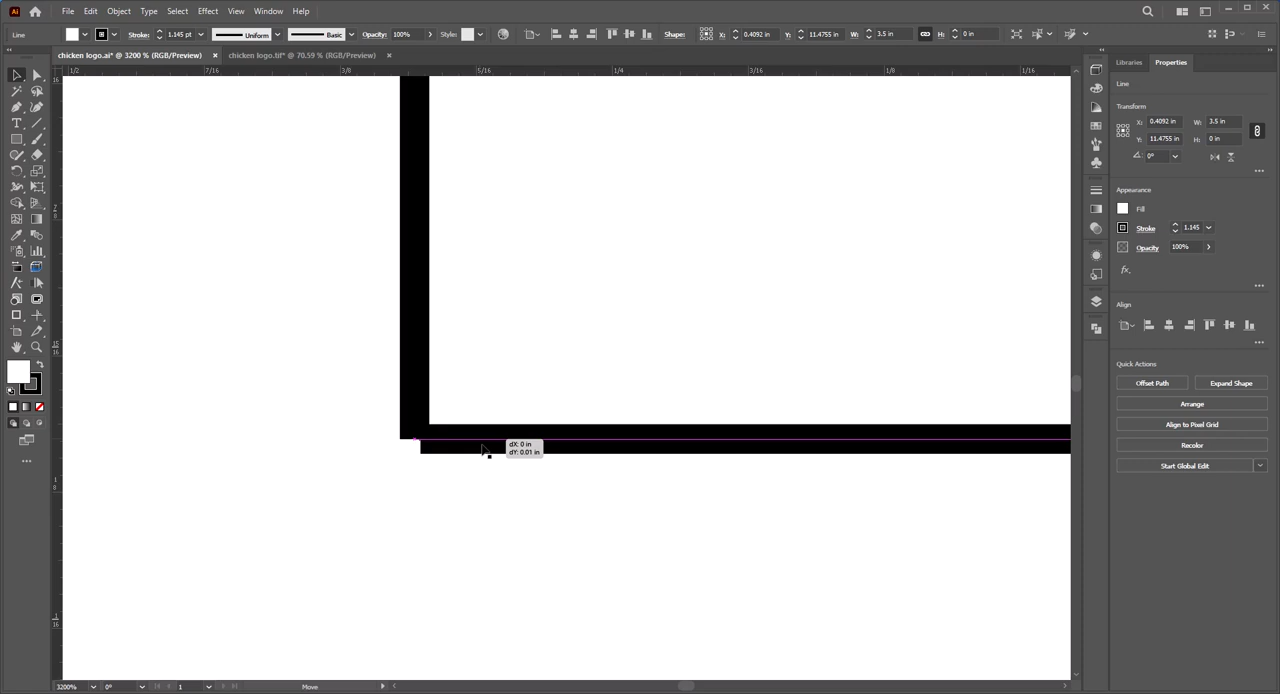 Ai File Edit Object Type Select Effect View Window Help
Line Stroke: 1.145 pt Uniform Basic Opacity: 100% Style: Shape: X: 0.4092 in Y: 11.4755 in W: 3.5 in H: 0 in
chicken logo.ai* @ 3200 % (RGB/Preview) × chicken logo.tif* @ 70.59 % (RGB/Preview) ×
1/2 7/16 3/8 5/16 1/4 3/16 1/8 1/16
Libraries Properties
Line
Transform
X: 0.4092 in W: 3.5 in
Y: 11.4755 in H: 0 in
0°
Appearance
Fill
Stroke 1.145
Opacity 100%
fx.
Align
Quick Actions
Offset Path Expand Shape
Arrange
Align to Pixel Grid
Recolor
Start Global Edit
dX: 0 in
dY: 0.01 in
3200% 0° 1 Move